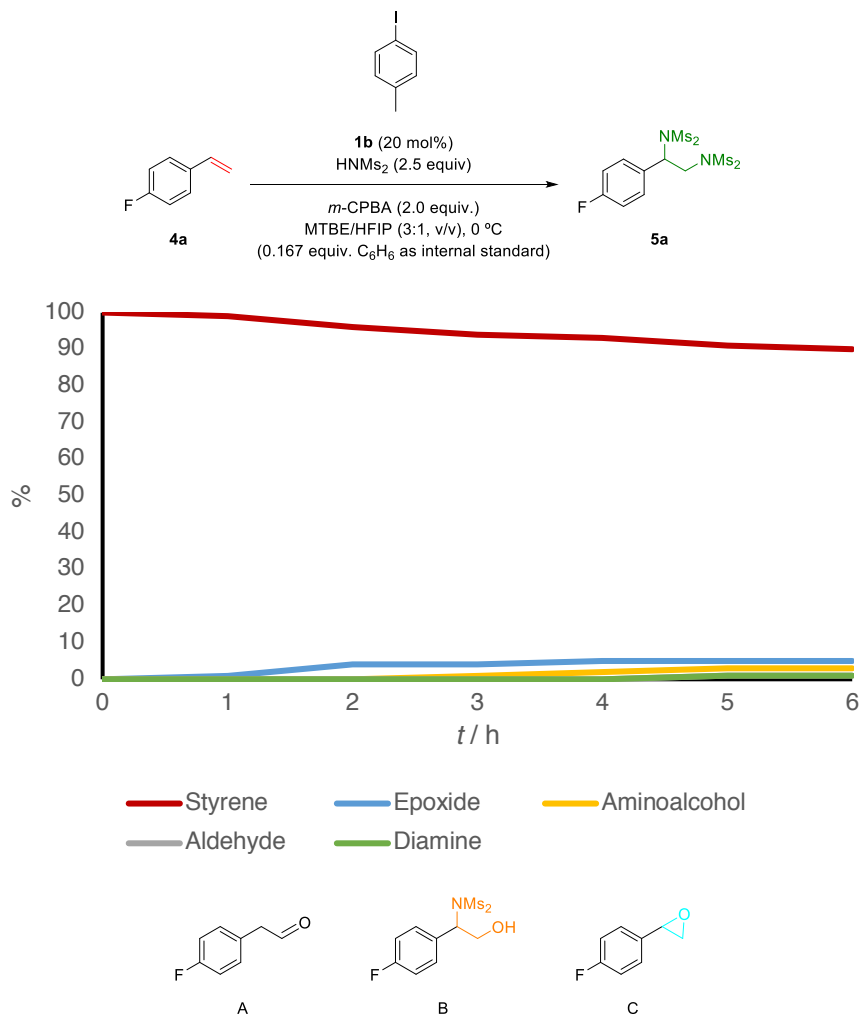 I
1b (20 mol%)
HNMs₂ (2.5 equiv)
F
4a
m-CPBA (2.0 equiv.)
MTBE/HFIP (3:1, v/v), 0 ºC
(0.167 equiv. C₆H₆ as internal standard)
NMs₂
NMs₂
F
5a
100
90
80
70
60
50
40
30
20
10
0
%
0 1 2 3 4 5 6
t / h
Styrene Epoxide Aminoalcohol
Aldehyde Diamine
O
F
A
NMs₂
OH
F
B
O
F
C